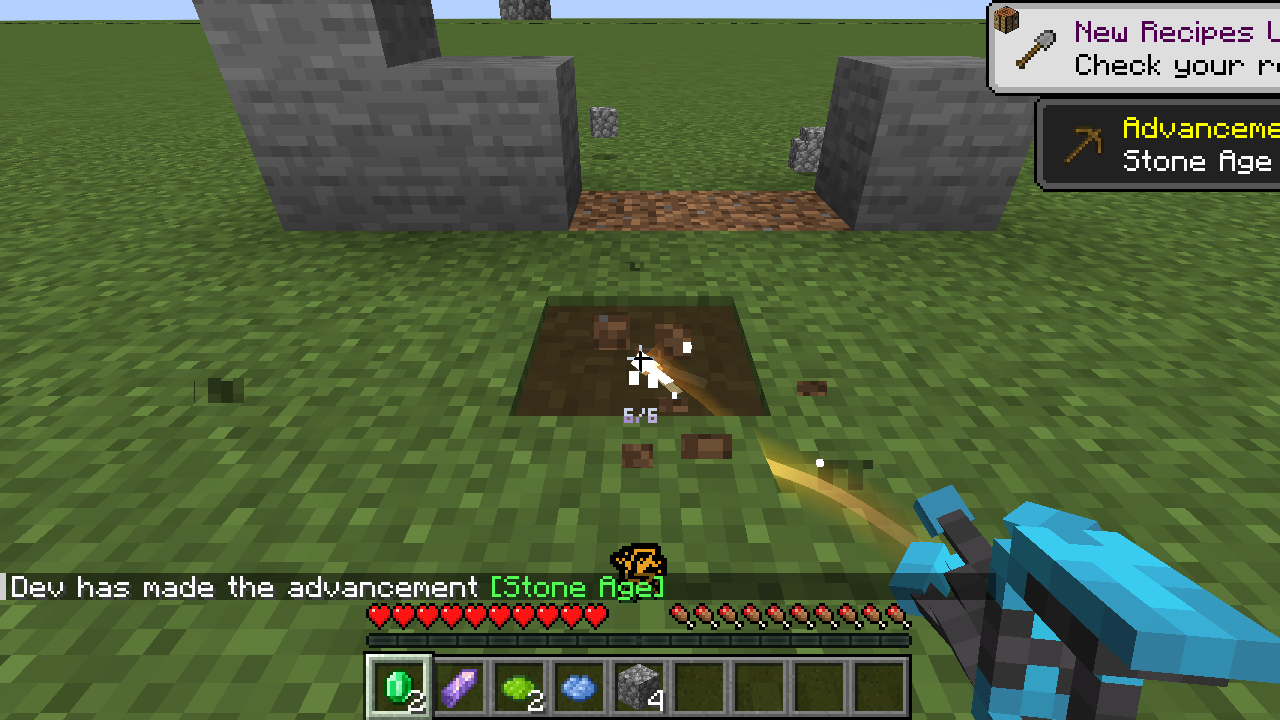 New Recipes U
Check your re
Advanceme
Stone Age
6/6
Dev has made the advancement [Stone Age]
2
2
4